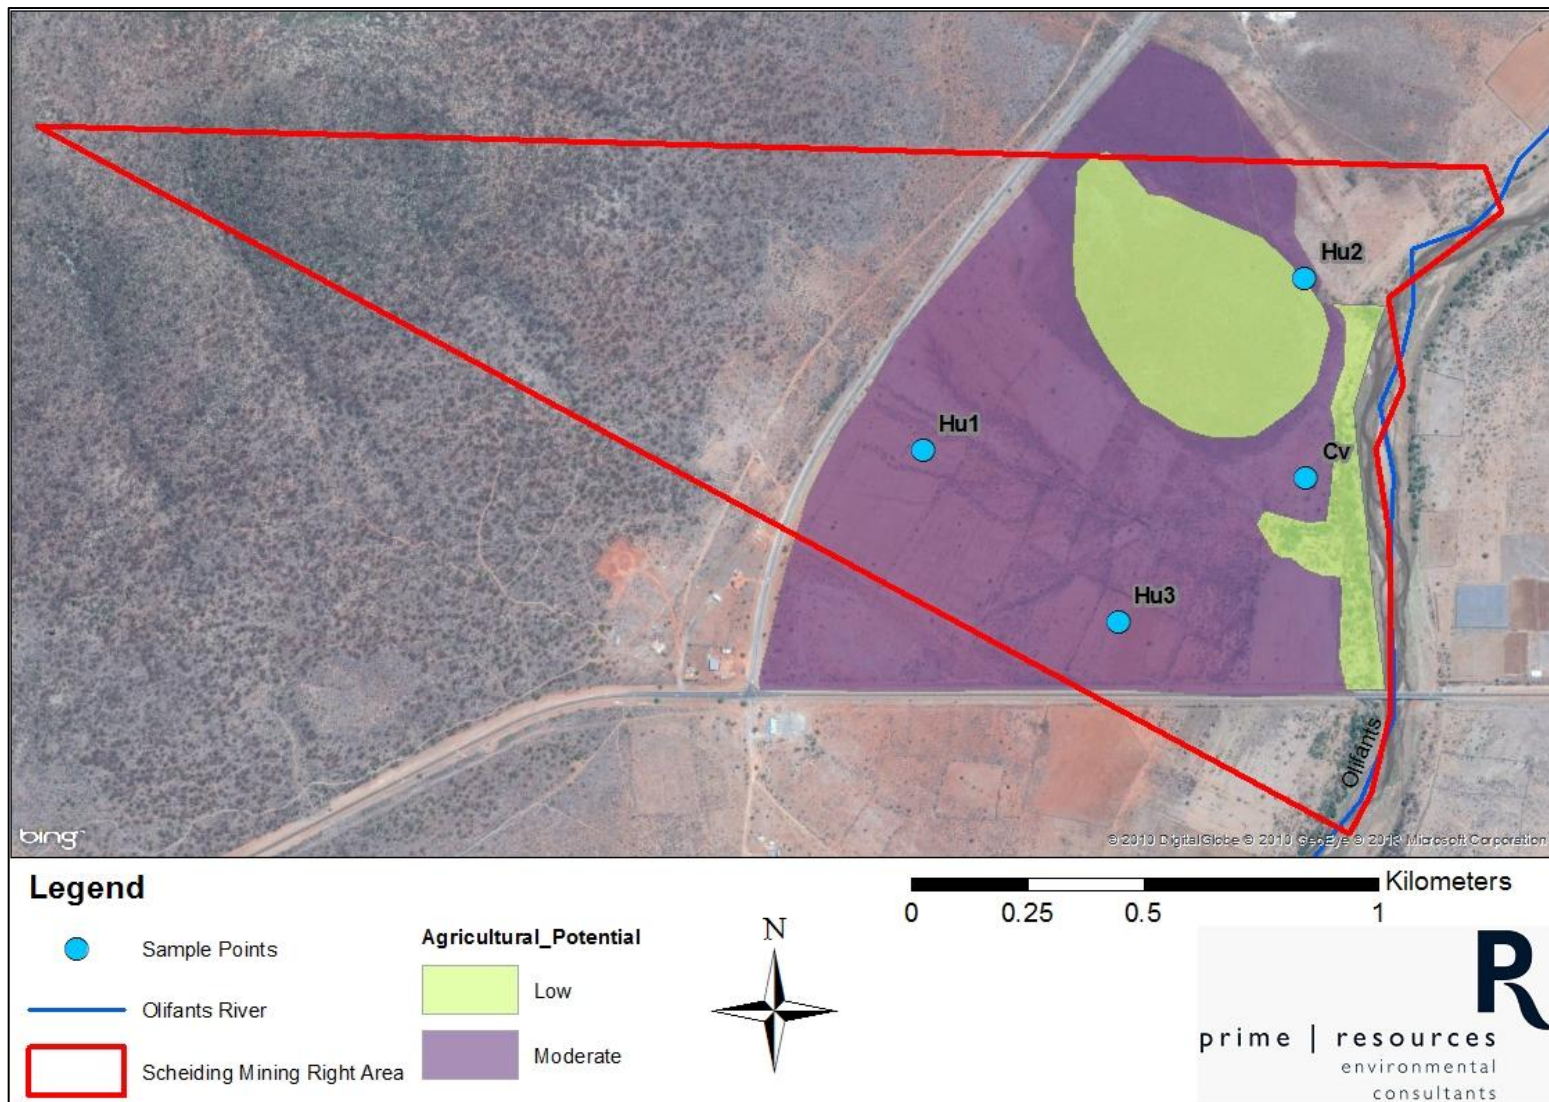 Hu2
Hu1
Cv
Hu3
Olifants
bing
© 2010 DigitalGlobe © 2010 GeoEye © 2013 Microsoft Corporation
Legend
Sample Points
Olifants River
Scheiding Mining Right Area
Agricultural_Potential
Low
Moderate
N
Kilometers
0 0.25 0.5 1
R
prime | resources
environmental
consultants